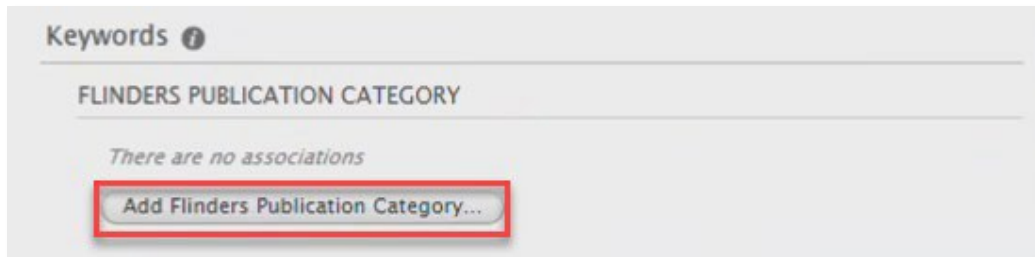 Keywords
FLINDERS PUBLICATION CATEGORY
There are no associations
Add Flinders Publication Category...